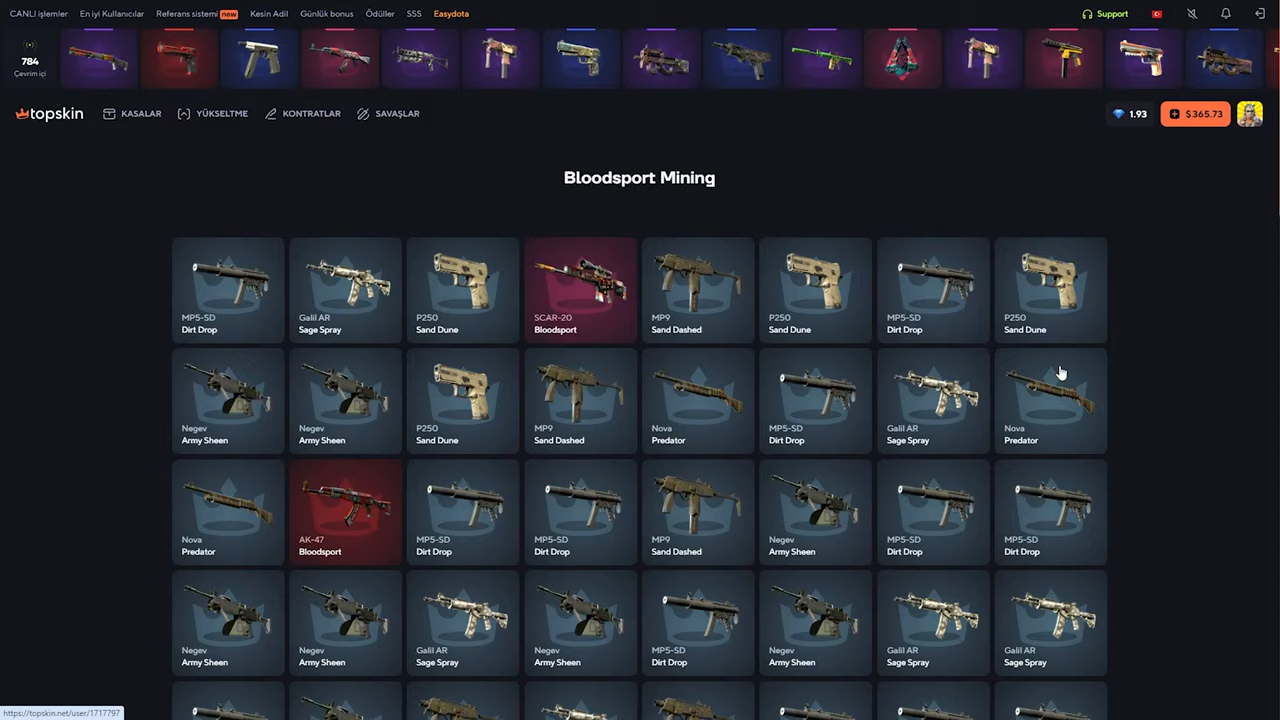 CANLI işlemler En iyi Kullanıcılar Referans sistemi new Kesin Adil Günlük bonus Ödüller SSS Easydota Support
784
Çevrim içi
topskin KASALAR YÜKSELTME KONTRATLAR SAVAŞLAR 1.93 $365.73
Bloodsport Mining
MP5-SD Galil AR P250 SCAR-20 MP9 P250 MP5-SD P250
Dirt Drop Sage Spray Sand Dune Bloodsport Sand Dashed Sand Dune Dirt Drop Sand Dune
Negev Negev P250 MP9 Nova MP5-SD Galil AR Nova
Army Sheen Army Sheen Sand Dune Sand Dashed Predator Dirt Drop Sage Spray Predator
Nova AK-47 MP5-SD MP5-SD MP9 Negev MP5-SD MP5-SD
Predator Bloodsport Dirt Drop Dirt Drop Sand Dashed Army Sheen Dirt Drop Dirt Drop
Negev Negev Galil AR Negev MP5-SD Negev Galil AR Galil AR
Army Sheen Army Sheen Sage Spray Army Sheen Dirt Drop Army Sheen Sage Spray Sage Spray
https://topskin.net/user/1717797